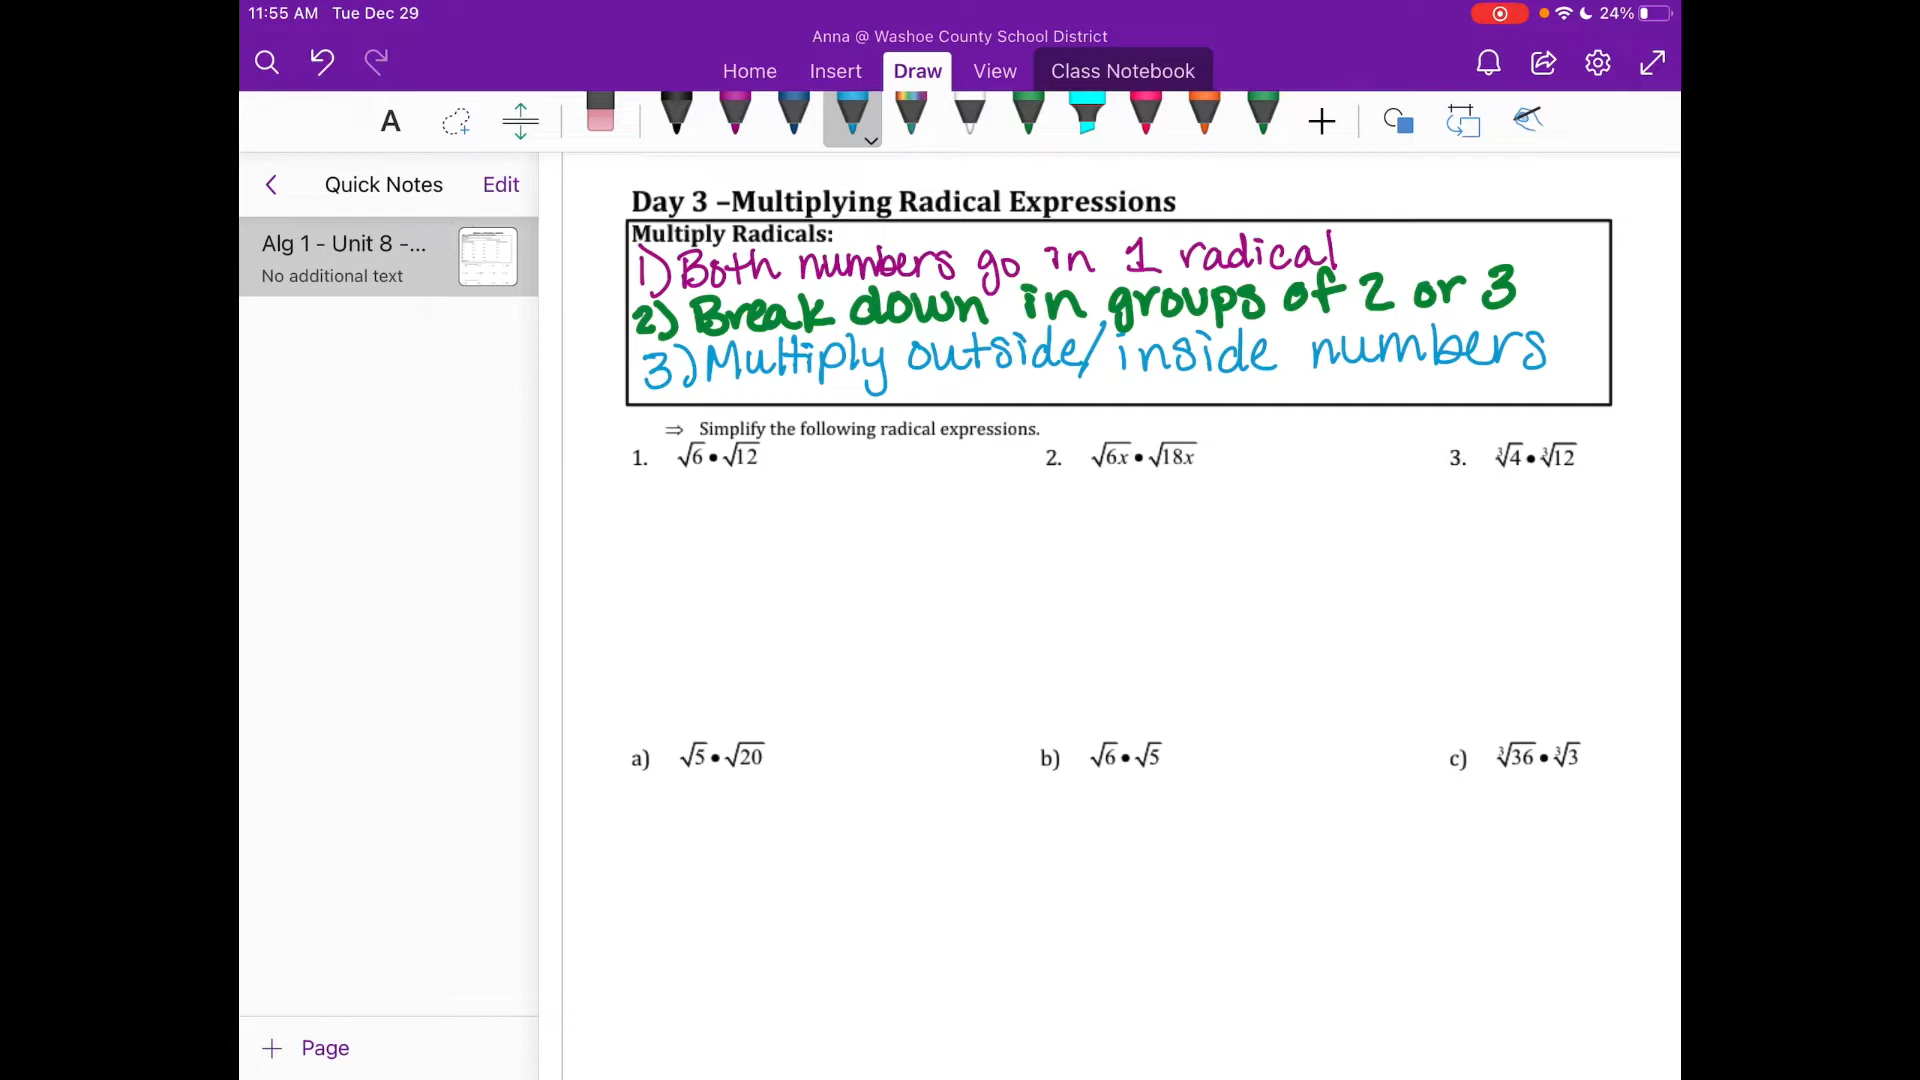 11:55 AM Tue Dec 29
24%
Anna @ Washoe County School District
Home Insert Draw View Class Notebook
A
Quick Notes Edit
Alg 1 - Unit 8 -...
No additional text
Day 3 –Multiplying Radical Expressions
Multiply Radicals:
1) Both numbers go in 1 radical
2) Break down in groups of 2 or 3
3) Multiply outside/inside numbers
⇒ Simplify the following radical expressions.
1. √6 • √12 2. √6x • √18x 3. ∛4 • ∛12
a) √5 • √20 b) √6 • √5 c) ∛36 • ∛3
+ Page